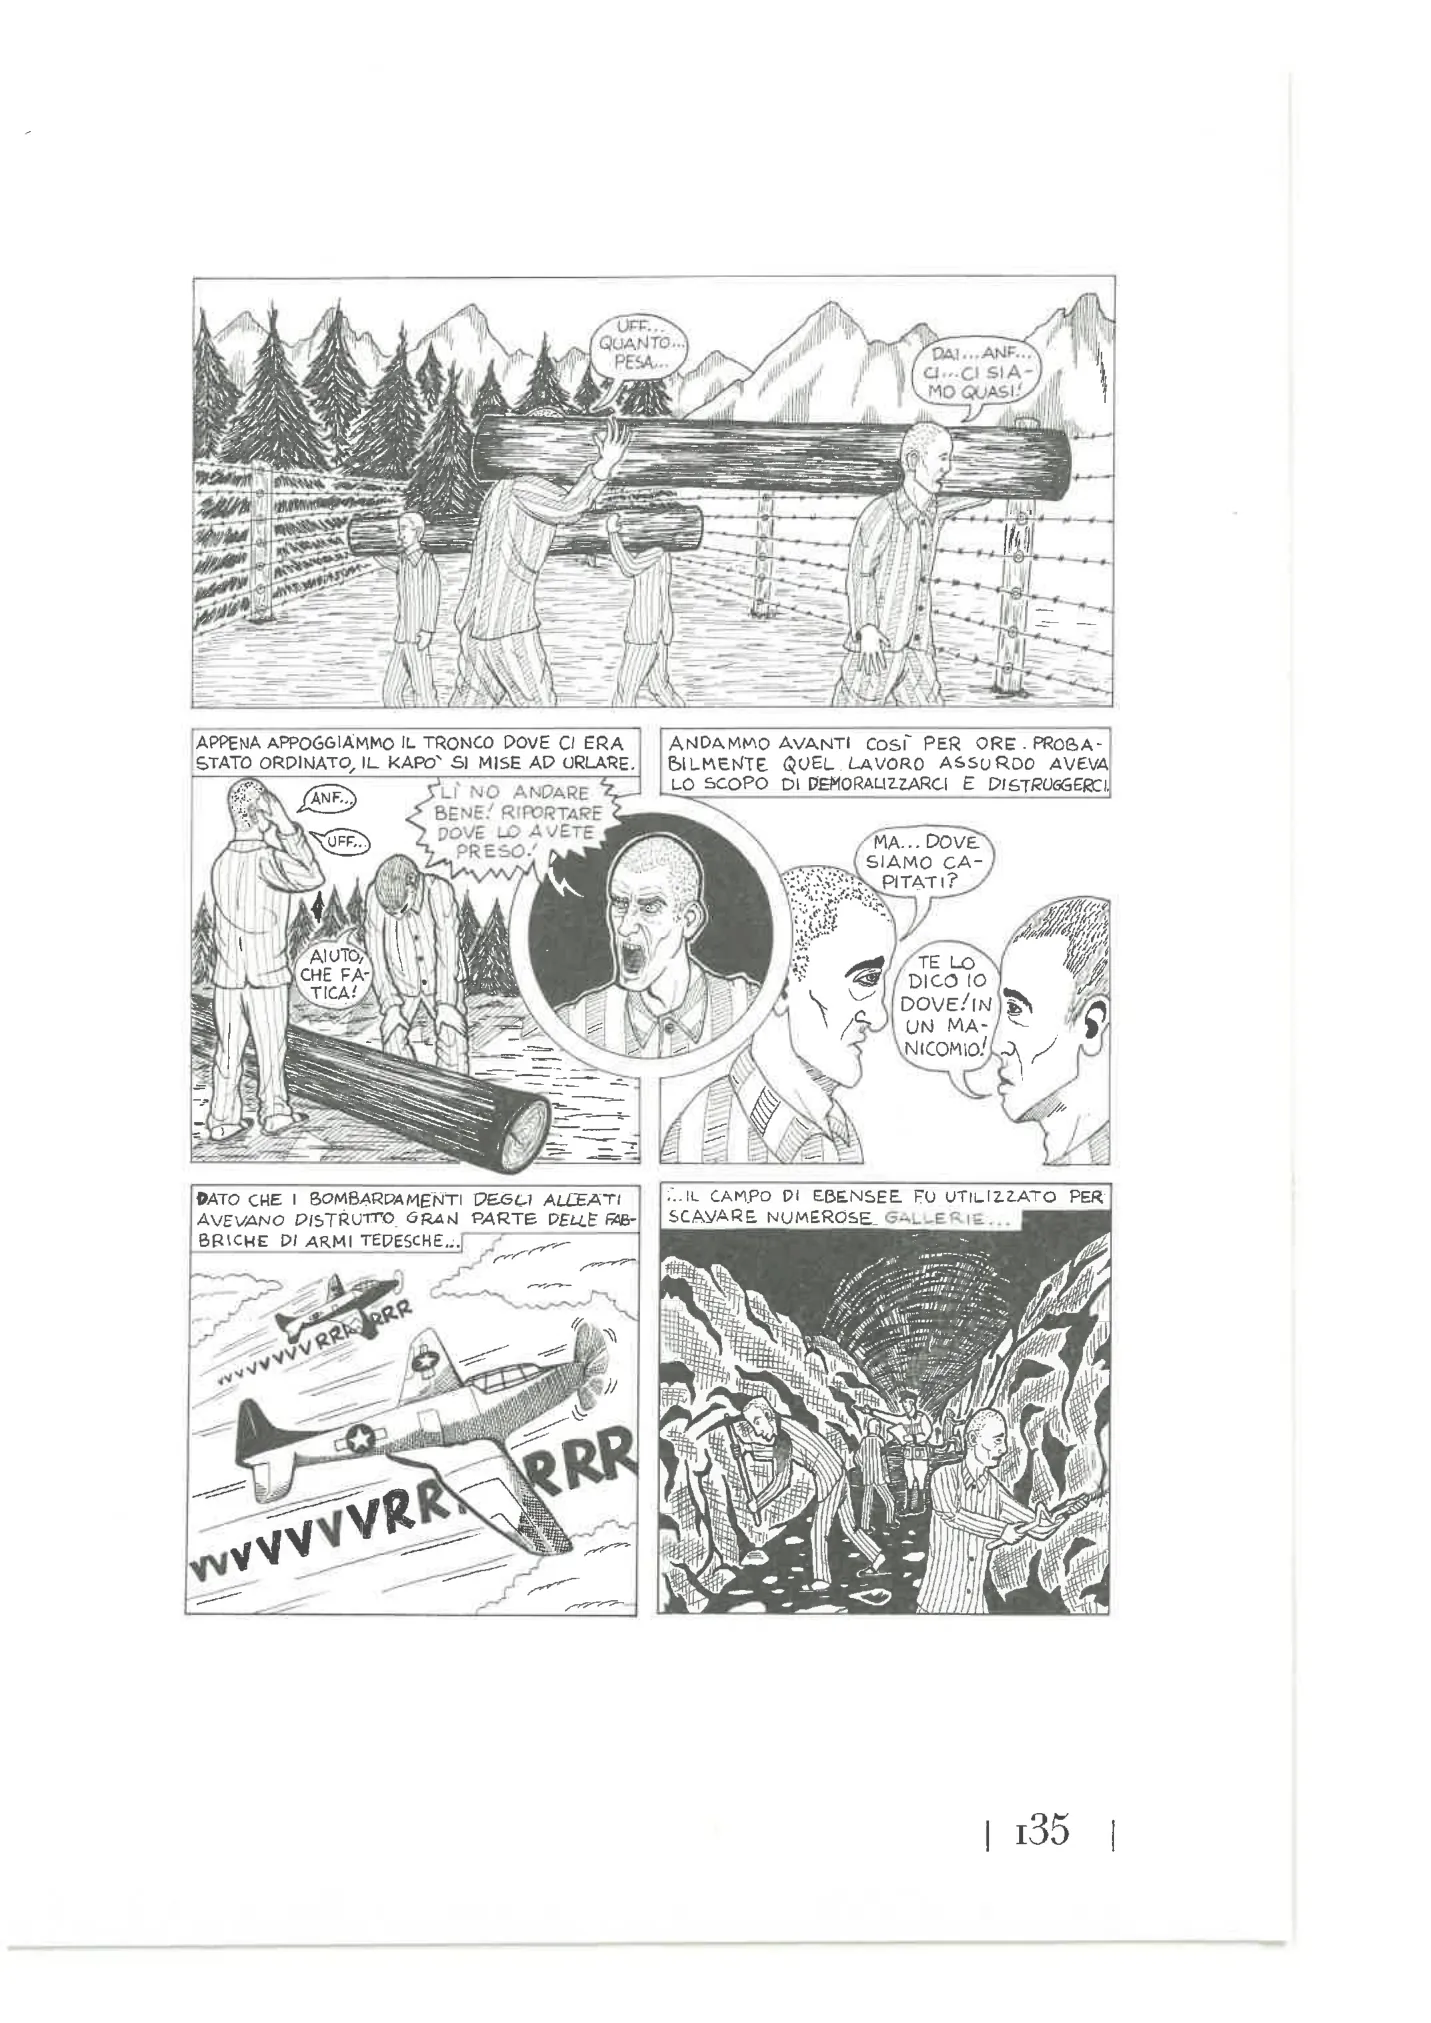 UFF...
QUANTO...
PESA...
DAI...ANF...
CI...CI SIA-
MO QUASI!
APPENA APPOGGIAMMO IL TRONCO DOVE CI ERA
STATO ORDINATO, IL KAPO' SI MISE AD URLARE.
ANF...
UFF...
LÌ NO ANDARE
BENE! RIPORTARE
DOVE LO AVETE
PRESO!
AIUTO,
CHE FA-
TICA!
ANDAMMO AVANTI COSÌ PER ORE. PROBA-
BILMENTE QUEL LAVORO ASSURDO AVEVA
LO SCOPO DI DEMORALIZZARCI E DISTRUGGERCI.
MA... DOVE
SIAMO CA-
PITATI?
TE LO
DICO IO
DOVE! IN
UN MA-
NICOMIO!
DATO CHE I BOMBARDAMENTI DEGLI ALLEATI
AVEVANO DISTRUTTO GRAN PARTE DELLE FAB-
BRICHE DI ARMI TEDESCHE...
VVVVVVVVRRR RRR
VVVVVVVRR RRR
...IL CAMPO DI EBENSEE FU UTILIZZATO PER
SCAVARE NUMEROSE GALLERIE...
| 135 |